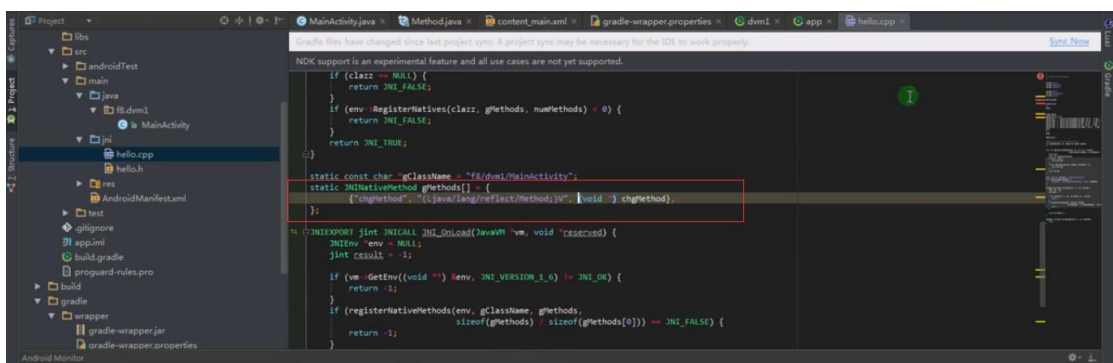 Project
MainActivity.java ×
Method.java ×
content_main.xml ×
gradle-wrapper.properties ×
dvm1 ×
app ×
hello.cpp ×
Gradle files have changed since last project sync. A project sync may be necessary for the IDE to work properly.
Sync Now
NDK support is an experimental feature and all use cases are not yet supported.
Captures
1: Project
Structure
libs
src
androidTest
main
java
f8.dvm1
MainActivity
jni
hello.cpp
hello.h
res
AndroidManifest.xml
test
.gitignore
app.iml
build.gradle
proguard-rules.pro
build
gradle
wrapper
gradle-wrapper.jar
gradle-wrapper.properties
if (clazz == NULL) {
return JNI_FALSE;
}
if (env->RegisterNatives(clazz, gMethods, numMethods) < 0) {
return JNI_FALSE;
}
return JNI_TRUE;
}
static const char *gClassName = "f8/dvm1/MainActivity";
static JNINativeMethod gMethods[] = {
{"chgMethod", "(Ljava/lang/reflect/Method;)V", (void *) chgMethod},
};
JNIEXPORT jint JNICALL JNI_OnLoad(JavaVM *vm, void *reserved) {
JNIEnv *env = NULL;
jint result = -1;
if (vm->GetEnv((void **) &env, JNI_VERSION_1_6) != JNI_OK) {
return -1;
}
if (registerNativeMethods(env, gClassName, gMethods,
sizeof(gMethods) / sizeof(gMethods[0])) == JNI_FALSE) {
return -1;
}
Gradle
Android Monitor